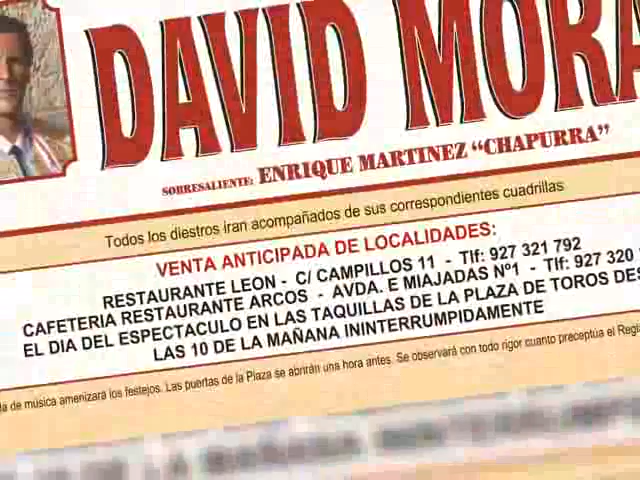 DAVID MORA
SOBRESALIENTE: ENRIQUE MARTINEZ “CHAPURRA”
Todos los diestros iran acompañados de sus correspondientes cuadrillas
VENTA ANTICIPADA DE LOCALIDADES:
RESTAURANTE LEON - C/ CAMPILLOS 11 - Tlf: 927 321 792
CAFETERIA RESTAURANTE ARCOS - AVDA. E MIAJADAS Nº1 - Tlf: 927 320
EL DIA DEL ESPECTACULO EN LAS TAQUILLAS DE LA PLAZA DE TOROS DES
LAS 10 DE LA MAÑANA ININTERRUMPIDAMENTE
da de música amenizará los festejos. Las puertas de la Plaza se abrirán una hora antes. Se observará con todo rigor cuanto preceptúa el Regl